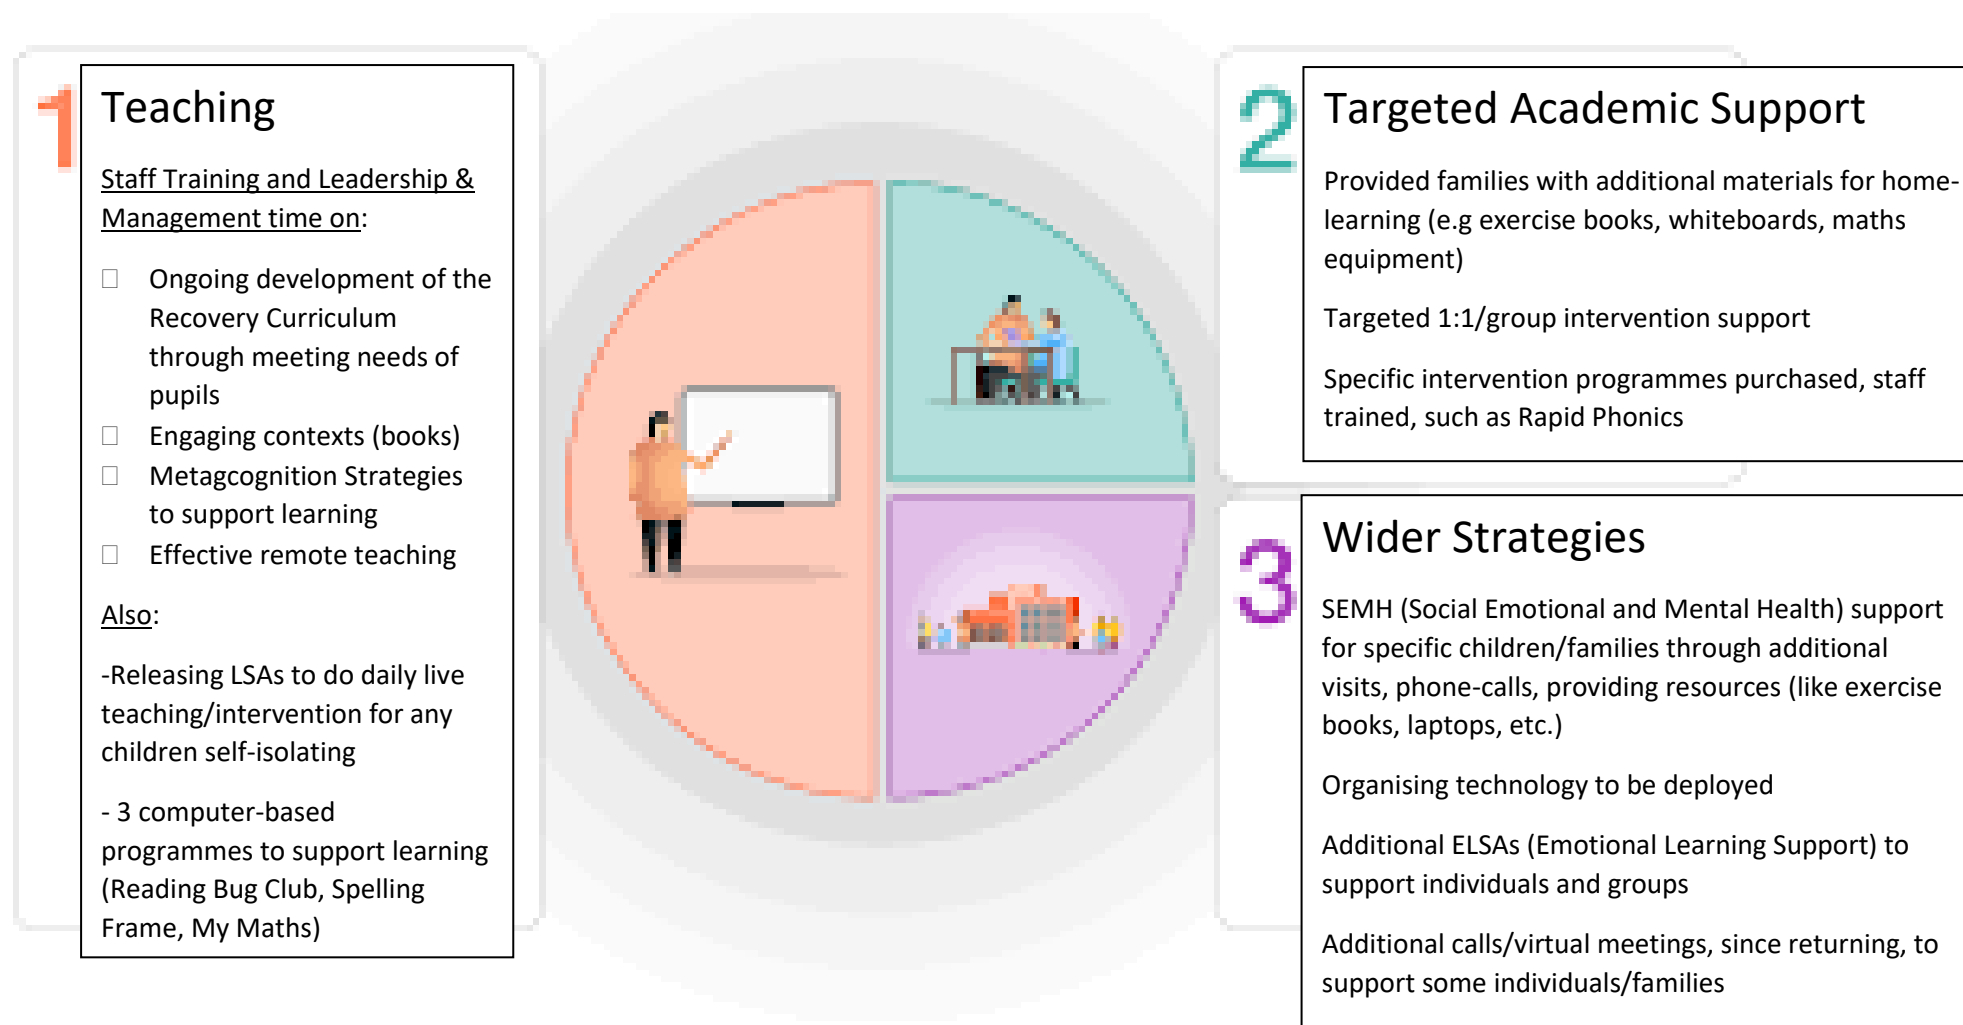 1
Teaching
Staff Training and Leadership &
Management time on:
□ Ongoing development of the
Recovery Curriculum
through meeting needs of
pupils
□ Engaging contexts (books)
□ Metagcognition Strategies
to support learning
□ Effective remote teaching
Also:
-Releasing LSAs to do daily live
teaching/intervention for any
children self-isolating
- 3 computer-based
programmes to support learning
(Reading Bug Club, Spelling
Frame, My Maths)
2
Targeted Academic Support
Provided families with additional materials for home-
learning (e.g exercise books, whiteboards, maths
equipment)
Targeted 1:1/group intervention support
Specific intervention programmes purchased, staff
trained, such as Rapid Phonics
3
Wider Strategies
SEMH (Social Emotional and Mental Health) support
for specific children/families through additional
visits, phone-calls, providing resources (like exercise
books, laptops, etc.)
Organising technology to be deployed
Additional ELSAs (Emotional Learning Support) to
support individuals and groups
Additional calls/virtual meetings, since returning, to
support some individuals/families